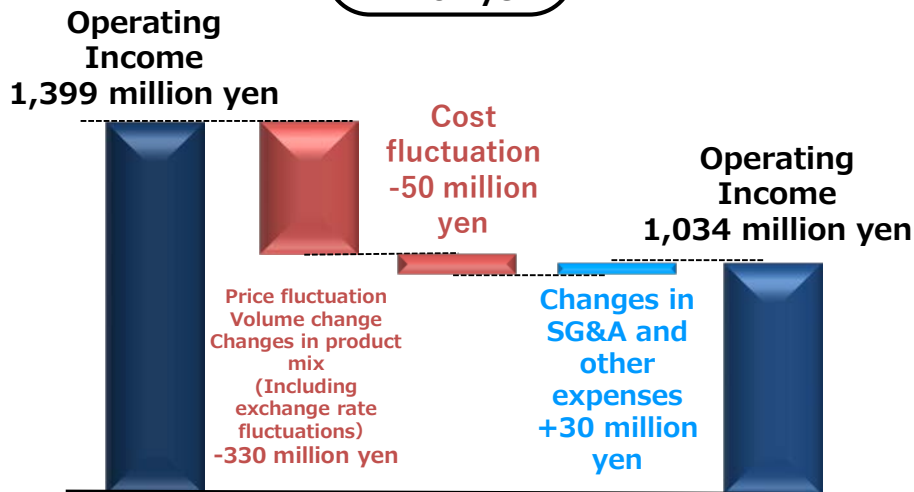 Operating
Income
1,399 million yen
Cost
fluctuation
-50 million
yen
Operating
Income
1,034 million yen
Price fluctuation
Volume change
Changes in product
mix
(Including
exchange rate
fluctuations)
-330 million yen
Changes in
SG&A and
other
expenses
+30 million
yen